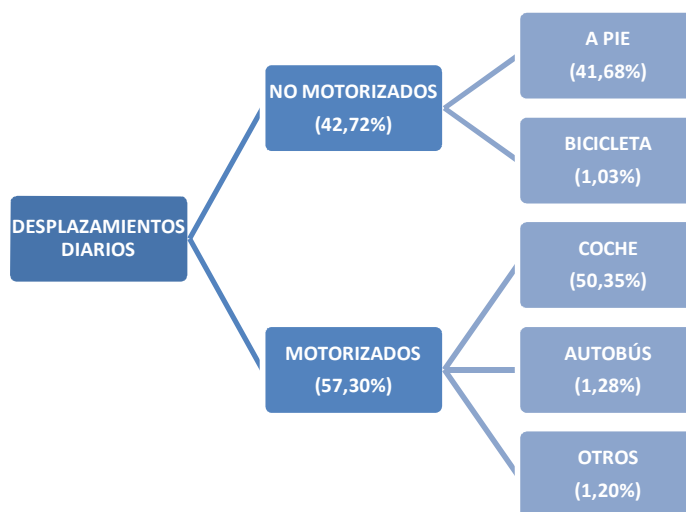 DESPLAZAMIENTOS
DIARIOS
NO MOTORIZADOS
(42,72%)
A PIE
(41,68%)
BICICLETA
(1,03%)
MOTORIZADOS
(57,30%)
COCHE
(50,35%)
AUTOBÚS
(1,28%)
OTROS
(1,20%)